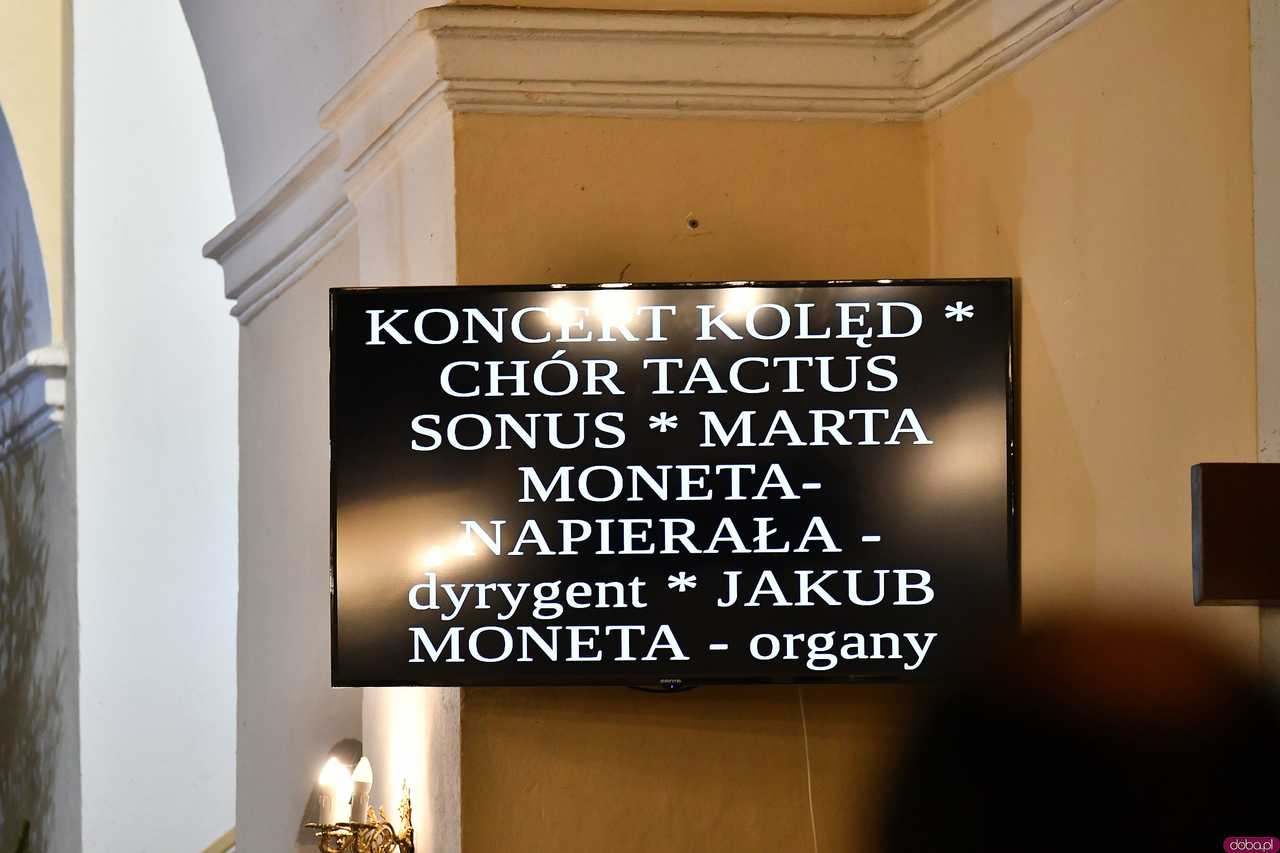 KONCERT KOLĘD *
CHÓR TACTUS
SONUS * MARTA
MONETA-
NAPIERAŁA -
dyrygent * JAKUB
MONETA - organy
doba.pl